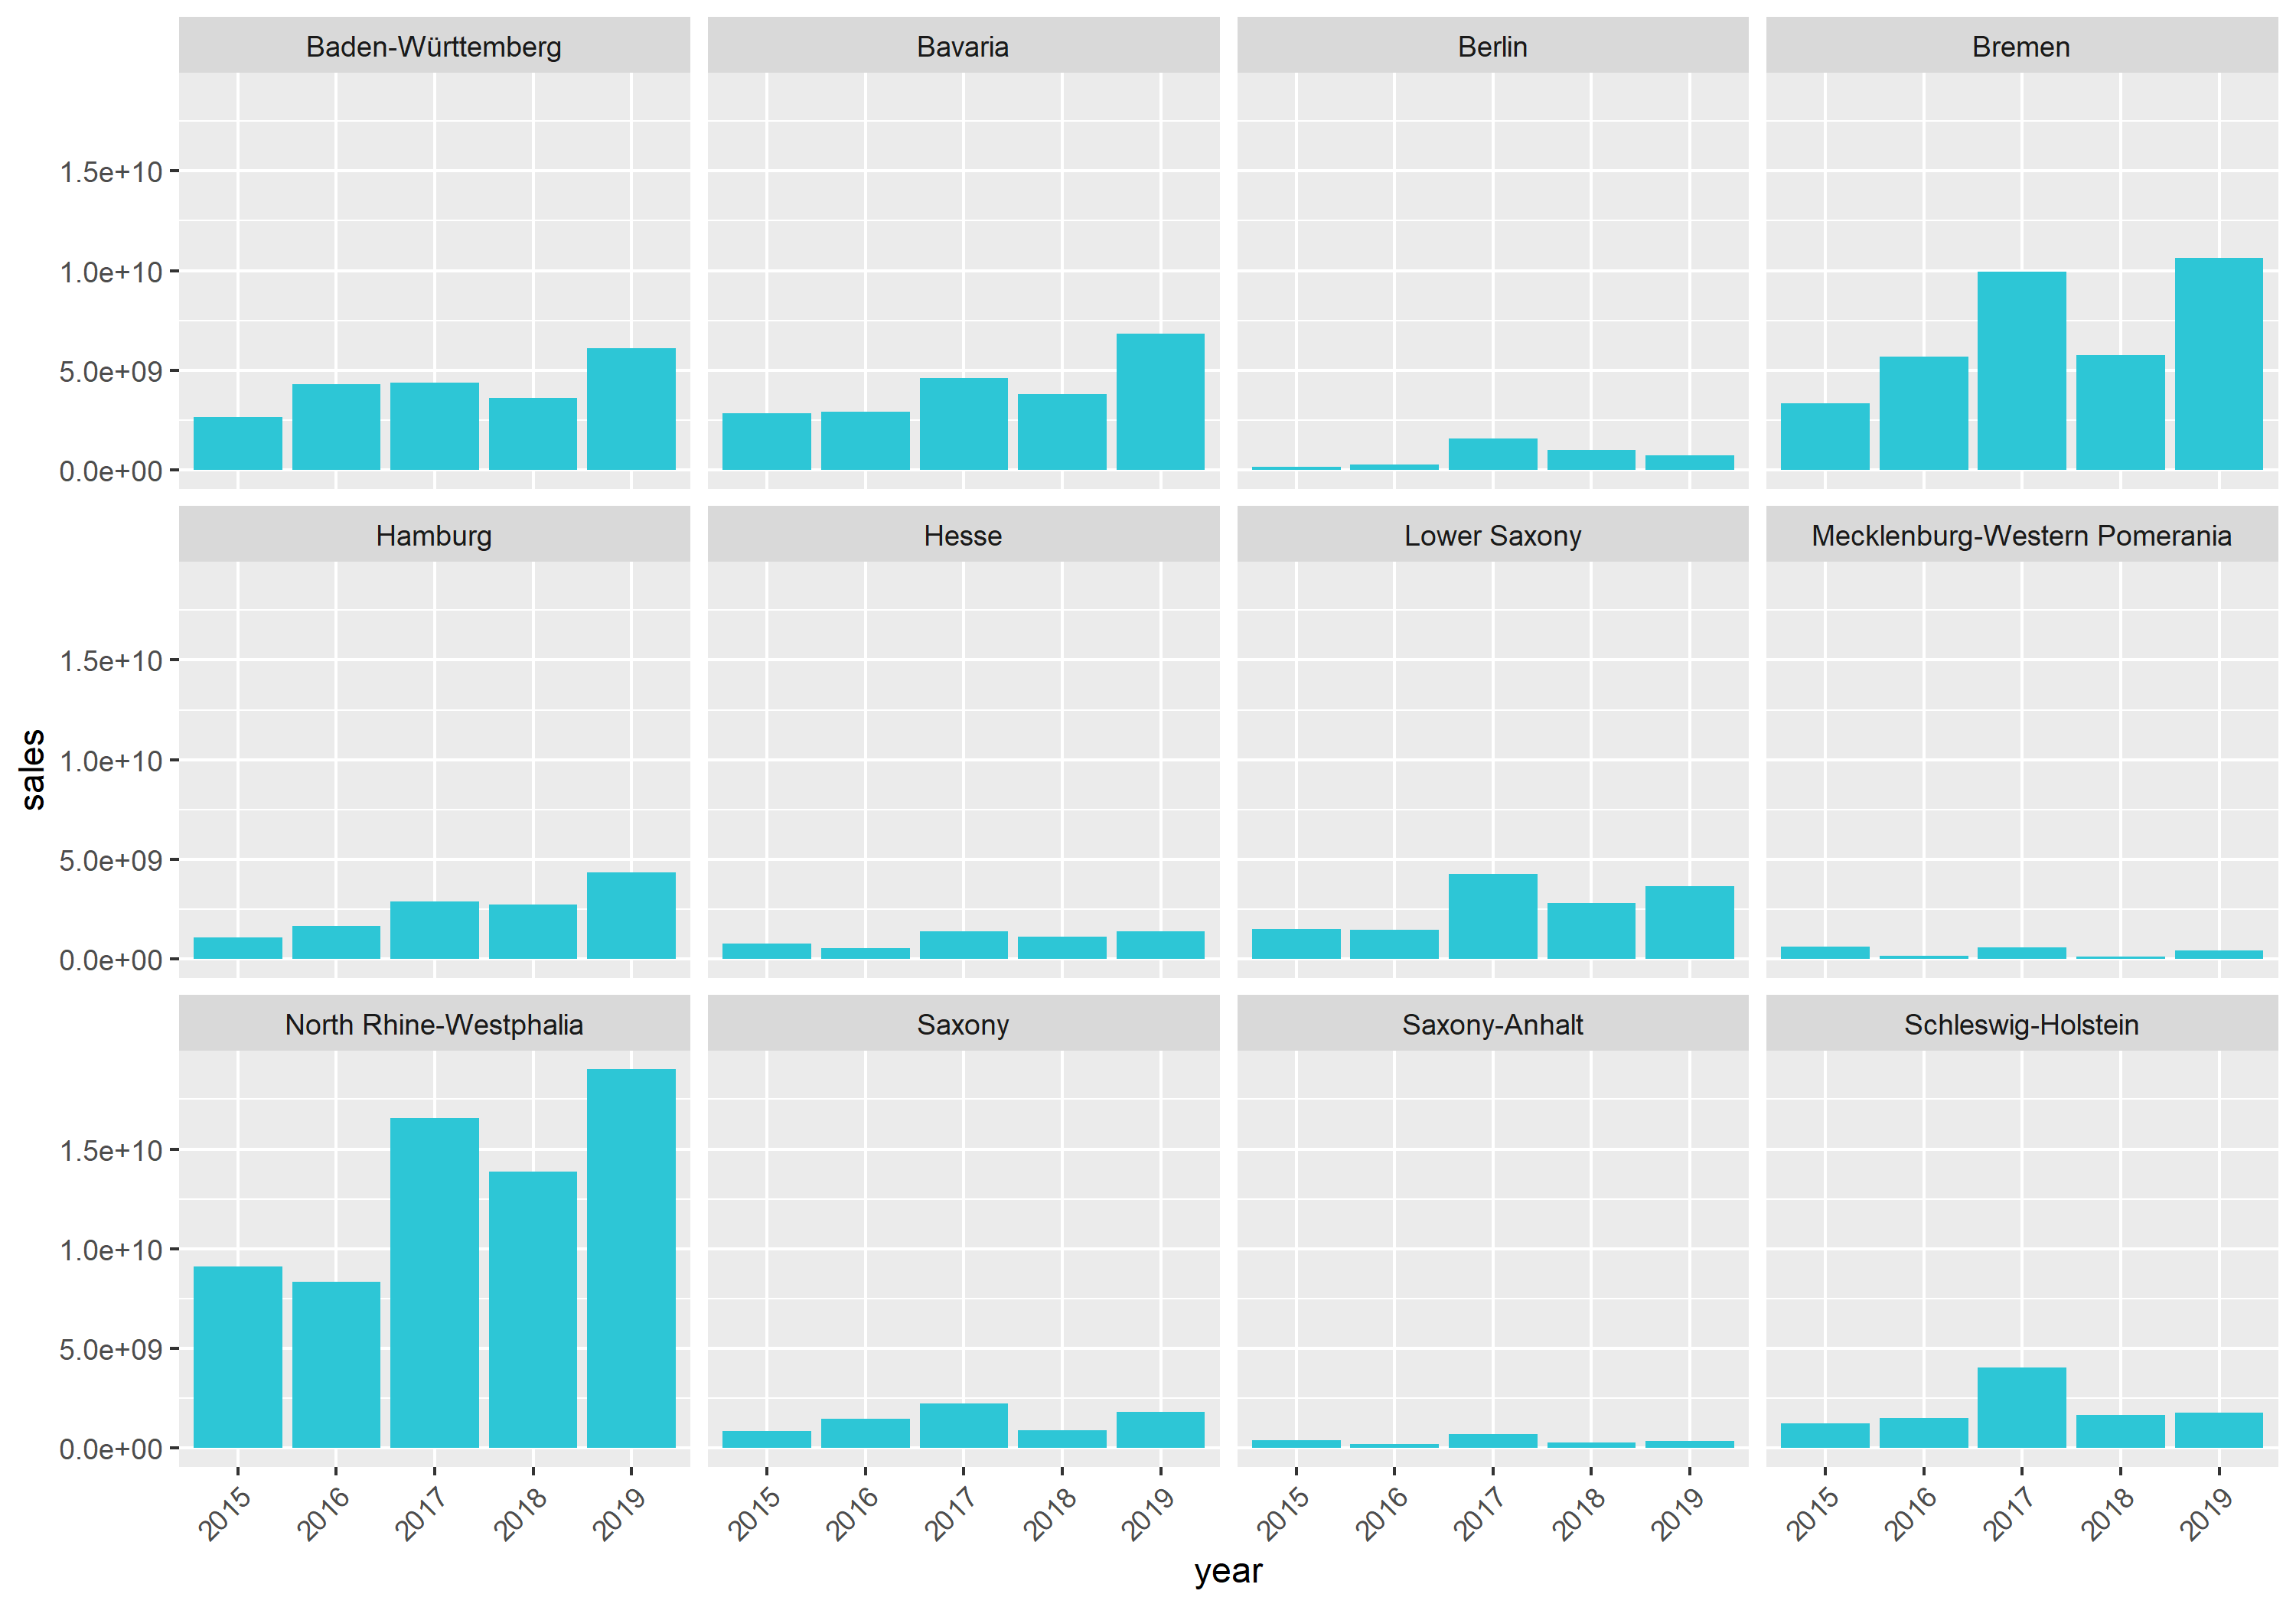 Baden-Württemberg
Bavaria
Berlin
Bremen
1.5e+10
1.0e+10
5.0e+09
0.0e+00
Hamburg
Hesse
Lower Saxony
Mecklenburg-Western Pomerania
1.5e+10
1.0e+10
5.0e+09
0.0e+00
sales
North Rhine-Westphalia
Saxony
Saxony-Anhalt
Schleswig-Holstein
1.5e+10
1.0e+10
5.0e+09
0.0e+00
2015 2016 2017 2018 2019
2015 2016 2017 2018 2019
2015 2016 2017 2018 2019
2015 2016 2017 2018 2019
year